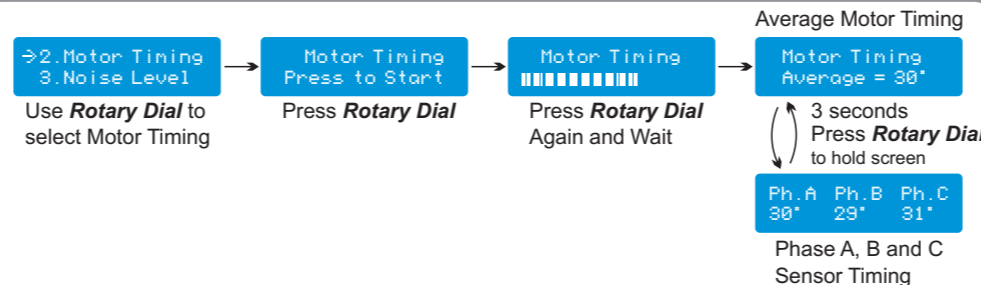 Average Motor Timing
→2.Motor Timing
3.Noise Level
Use Rotary Dial to
select Motor Timing
Motor Timing
Press to Start
Press Rotary Dial
Motor Timing
Press Rotary Dial
Again and Wait
Motor Timing
Average = 30°
3 seconds
Press Rotary Dial
to hold screen
Ph.A Ph.B Ph.C
30° 29° 31°
Phase A, B and C
Sensor Timing